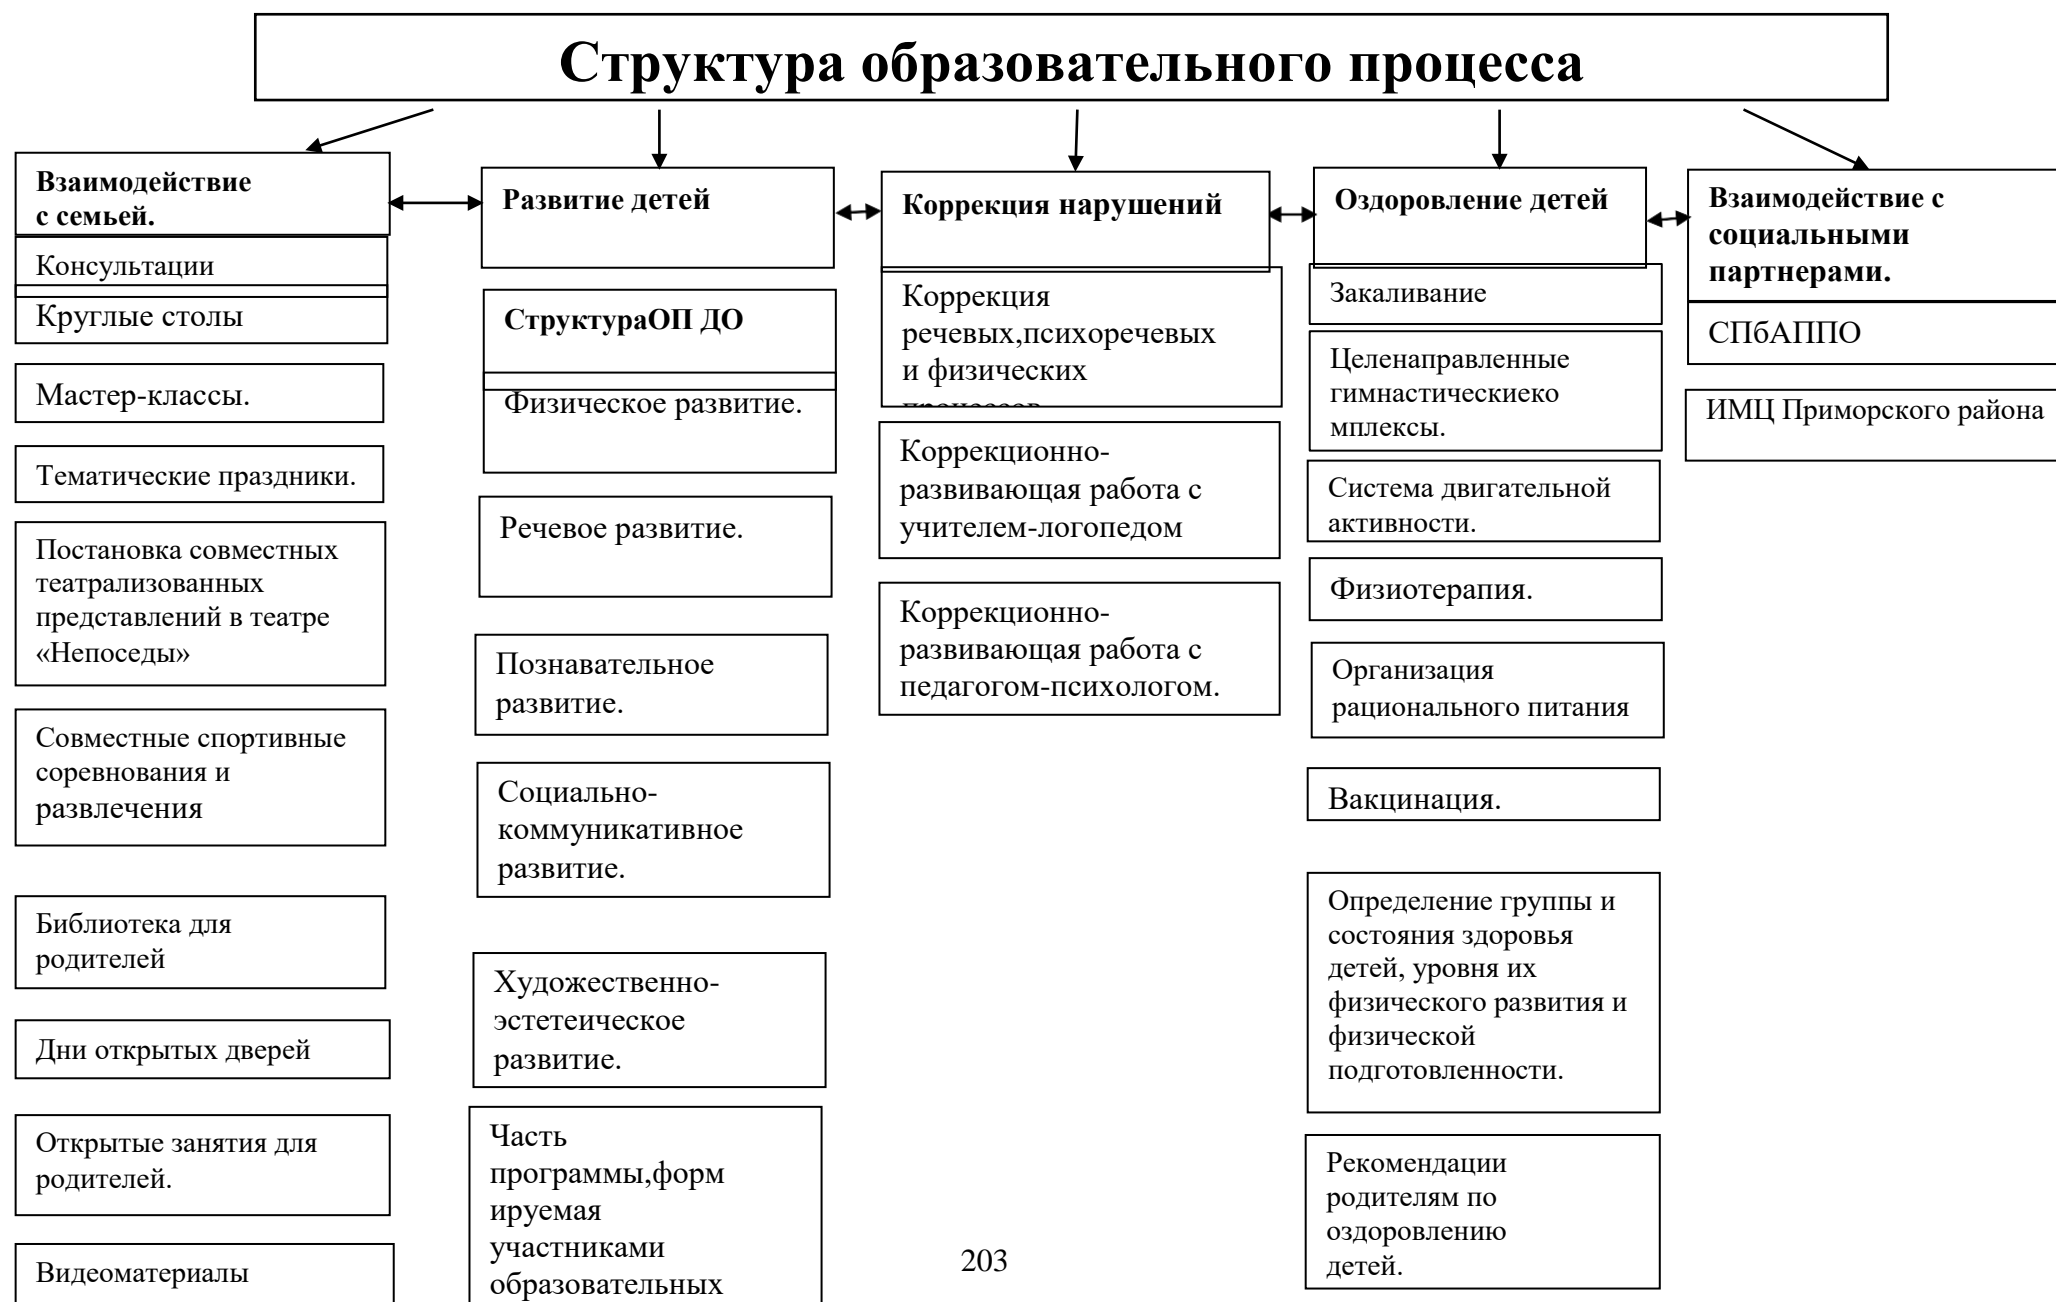 Структура образовательного процесса
Взаимодействие
с семьей.
Консультации
Круглые столы
Мастер-классы.
Тематические праздники.
Постановка совместных
театрализованных
представлений в театре
«Непоседы»
Совместные спортивные
соревнования и
развлечения
Библиотека для
родителей
Дни открытых дверей
Открытые занятия для
родителей.
Видеоматериалы
Развитие детей
СтруктураОП ДО
Физическое развитие.
Речевое развитие.
Познавательное
развитие.
Социально-
коммуникативное
развитие.
Художественно-
эстетеическое
развитие.
Часть
программы,форм
ируемая
участниками
образовательных
Коррекция нарушений
Коррекция
речевых,психоречевых
и физических
Коррекционно-
развивающая работа с
учителем-логопедом
Коррекционно-
развивающая работа с
педагогом-психологом.
Оздоровление детей
Закаливание
Целенаправленные
гимнастическиеко
мплексы.
Система двигательной
активности.
Физиотерапия.
Организация
рационального питания
Вакцинация.
Определение группы и
состояния здоровья
детей, уровня их
физического развития и
физической
подготовленности.
Рекомендации
родителям по
оздоровлению
детей.
Взаимодействие с
социальными
партнерами.
СПбАППО
ИМЦ Приморского района
203